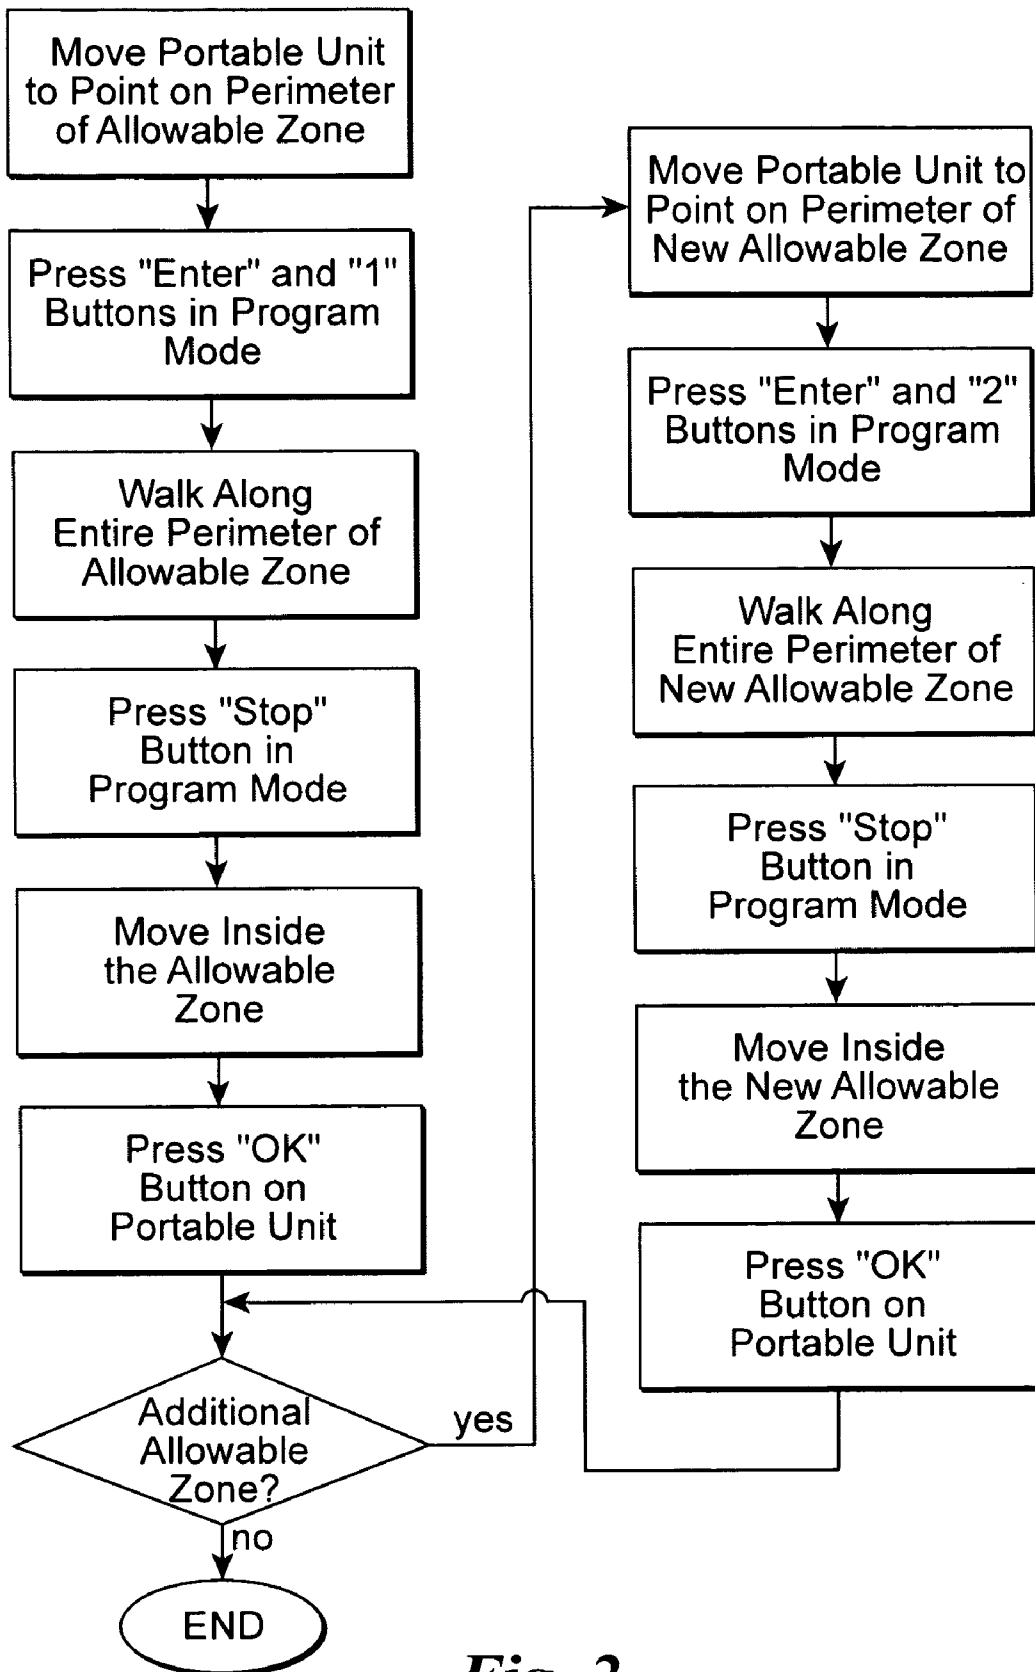 Move Portable Unit
to Point on Perimeter
of Allowable Zone
Press "Enter" and "1"
Buttons in Program
Mode
Walk Along
Entire Perimeter of
Allowable Zone
Press "Stop"
Button in
Program Mode
Move Inside
the Allowable
Zone
Press "OK"
Button on
Portable Unit
Additional
Allowable
Zone?
yes
no
END
Move Portable Unit to
Point on Perimeter of
New Allowable Zone
Press "Enter" and "2"
Buttons in Program
Mode
Walk Along
Entire Perimeter of
New Allowable Zone
Press "Stop"
Button in
Program Mode
Move Inside
the New Allowable
Zone
Press "OK"
Button on
Portable Unit